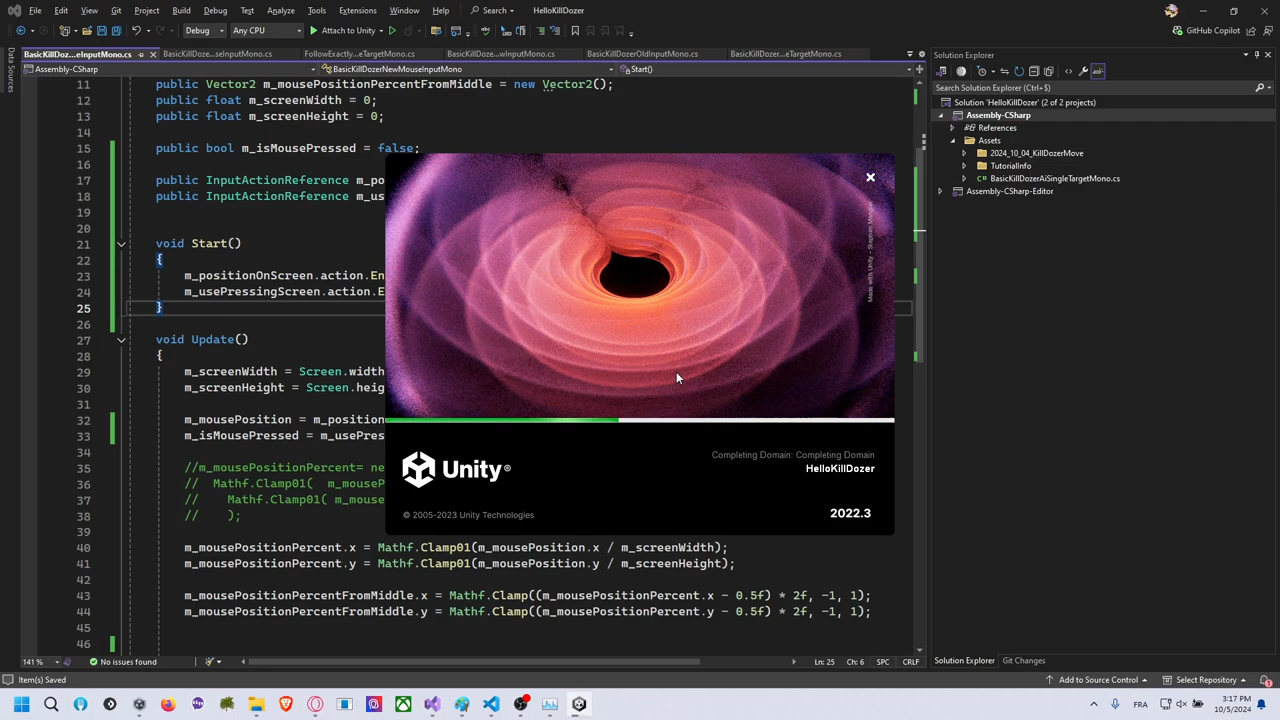 File Edit View Git Project Build Debug Test Analyze Tools Extensions Window Help Search HelloKillDozer
Debug Any CPU Attach to Unity GitHub Copilot
Data Sources
BasicKillDoz...seInputMono.cs BasicKillDoz...seInputMono.cs FollowExactly...eTargetMono.cs BasicKillDoze...wInputMono.cs BasicKillDozerOldInputMono.cs BasicKillDozer...eTargetMono.cs
Assembly-CSharp BasicKillDozerNewMouseInputMono Start()
11 public Vector2 m_mousePositionPercentFromMiddle = new Vector2();
12 public float m_screenWidth = 0;
13 public float m_screenHeight = 0;
14
15 public bool m_isMousePressed = false;
16
17 public InputActionReference m_po
18 public InputActionReference m_us
19
20
21 void Start()
22 {
23 m_positionOnScreen.action.En
24 m_usePressingScreen.action.E
25 }
26
27 void Update()
28 {
29 m_screenWidth = Screen.width
30 m_screenHeight = Screen.heig
31
32 m_mousePosition = m_position
33 m_isMousePressed = m_usePres
34
35 //m_mousePositionPercent= ne
36 // Mathf.Clamp01( m_mouseP
37 // Mathf.Clamp01( m_mous
38 // );
39
40 m_mousePositionPercent.x = Mathf.Clamp01(m_mousePosition.x / m_screenWidth);
41 m_mousePositionPercent.y = Mathf.Clamp01(m_mousePosition.y / m_screenHeight);
42
43 m_mousePositionPercentFromMiddle.x = Mathf.Clamp((m_mousePositionPercent.x - 0.5f) * 2f, -1, 1);
44 m_mousePositionPercentFromMiddle.y = Mathf.Clamp((m_mousePositionPercent.y - 0.5f) * 2f, -1, 1);
45
46
Made with Unity - Stephen
Unity®
Completing Domain: Completing Domain
HelloKillDozer
© 2005-2023 Unity Technologies
2022.3
Solution Explorer
Search Solution Explorer (Ctrl+$)
Solution 'HelloKillDozer' (2 of 2 projects)
Assembly-CSharp
References
Assets
2024_10_04_KillDozerMove
TutorialInfo
C# BasicKillDozerAiSingleTargetMono.cs
Assembly-CSharp-Editor
141 % No issues found Ln: 25 Ch: 6 SPC CRLF
Solution Explorer Git Changes
Item(s) Saved Add to Source Control Select Repository 1
FRA 3:17 PM
10/5/2024